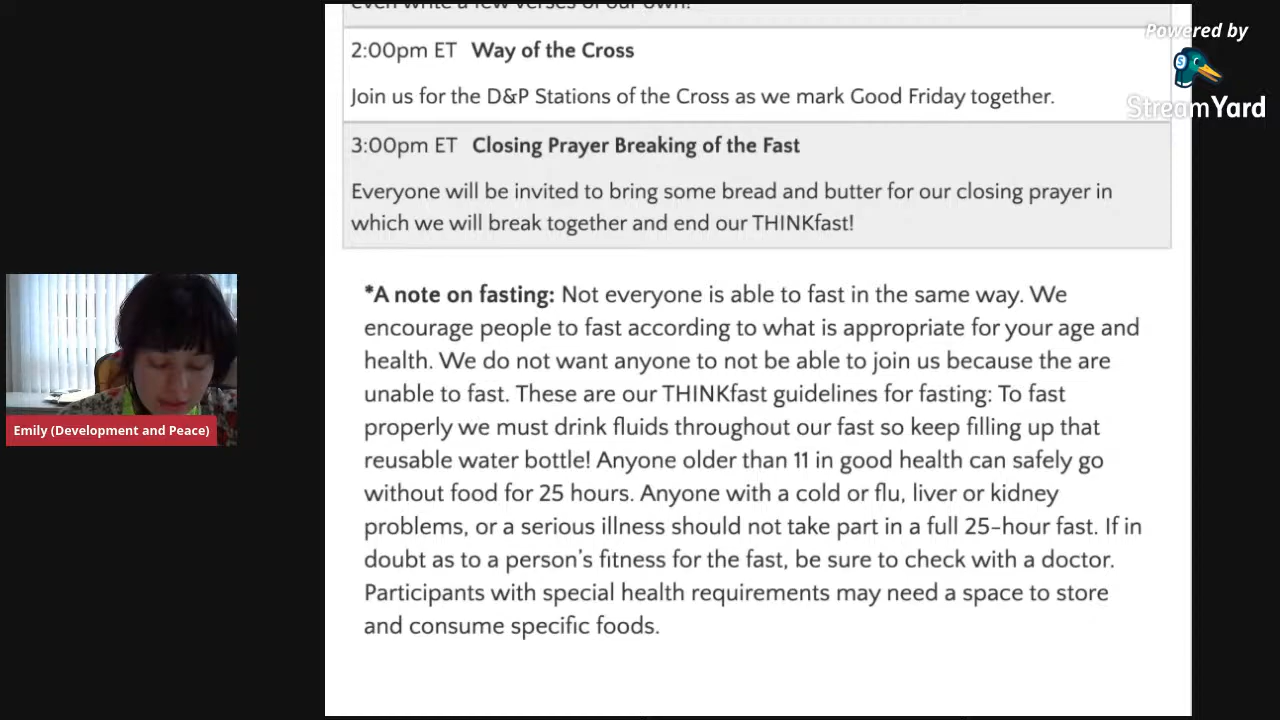 even write a few verses of our own!
2:00pm ET Way of the Cross
Join us for the D&P Stations of the Cross as we mark Good Friday together.
3:00pm ET Closing Prayer Breaking of the Fast
Everyone will be invited to bring some bread and butter for our closing prayer in
which we will break together and end our THINKfast!
*A note on fasting: Not everyone is able to fast in the same way. We
encourage people to fast according to what is appropriate for your age and
health. We do not want anyone to not be able to join us because the are
unable to fast. These are our THINKfast guidelines for fasting: To fast
properly we must drink fluids throughout our fast so keep filling up that
reusable water bottle! Anyone older than 11 in good health can safely go
without food for 25 hours. Anyone with a cold or flu, liver or kidney
problems, or a serious illness should not take part in a full 25-hour fast. If in
doubt as to a person's fitness for the fast, be sure to check with a doctor.
Participants with special health requirements may need a space to store
and consume specific foods.
Emily (Development and Peace)
Powered by
S
StreamYard